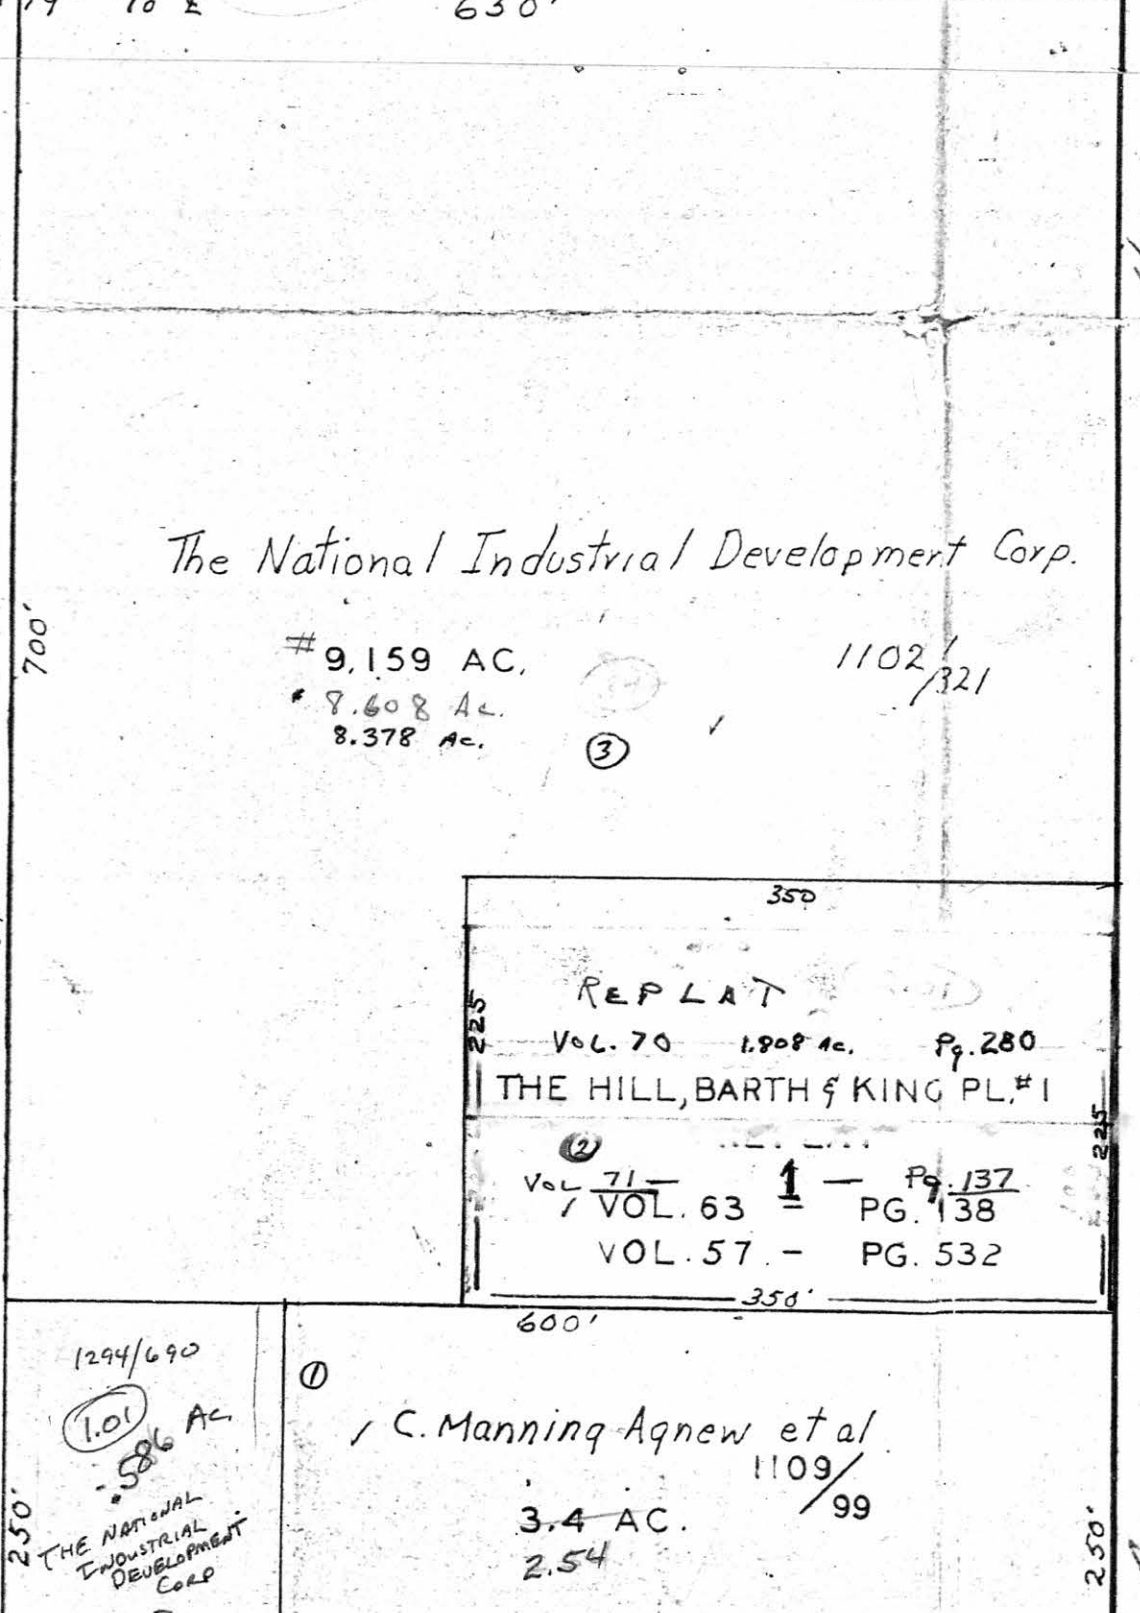 79 To E 630'
The National Industrial Development Corp.
700'
# 9.159 AC.
1102/321
8.608 Ac.
8.378 Ac.
3
350
REPLAT
225
VOL. 70 1.808 Ac. Pg. 280
THE HILL, BARTH & KING PL. #1
225
2
VOL 71 — 1 — Pg. 137
VOL. 63 – PG. 138
VOL. 57 – PG. 532
350'
600'
1294/690
1
1.01
.586 Ac.
C. Manning Agnew et al
1109/99
3.4 AC.
2.54
250'
THE NATIONAL
INDUSTRIAL
DEVELOPMENT
CORP
250'